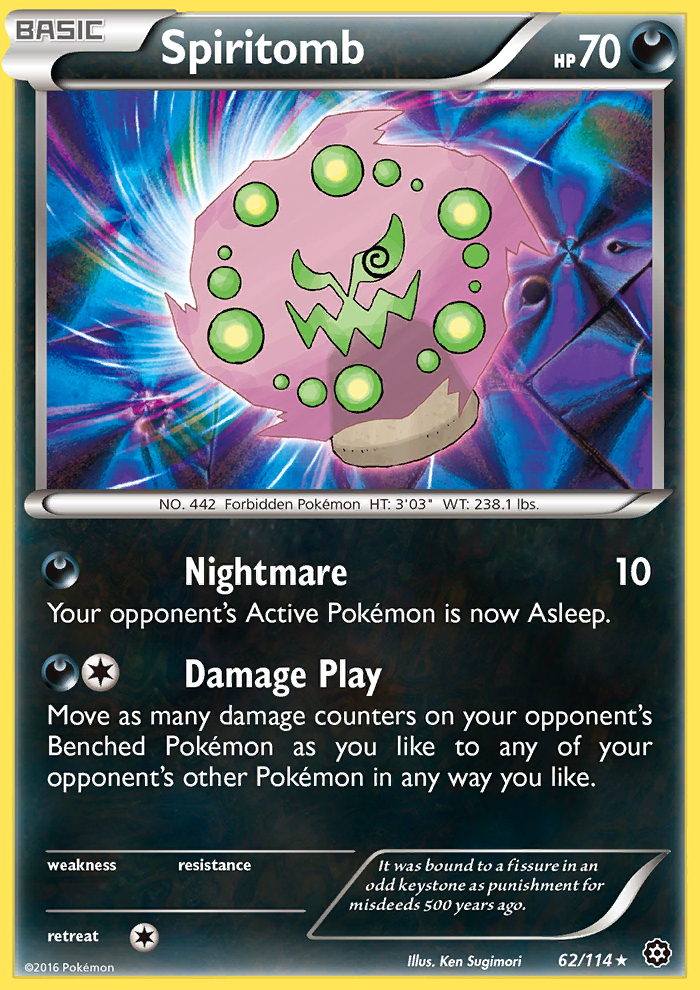 BASIC
Spiritomb
HP70
NO. 442 Forbidden Pokémon HT: 3'03" WT: 238.1 lbs.
Nightmare 10
Your opponent's Active Pokémon is now Asleep.
Damage Play
Move as many damage counters on your opponent's
Benched Pokémon as you like to any of your
opponent's other Pokémon in any way you like.
weakness resistance
It was bound to a fissure in an
odd keystone as punishment for
misdeeds 500 years ago.
retreat
©2016 Pokémon
Illus. Ken Sugimori 62/114★